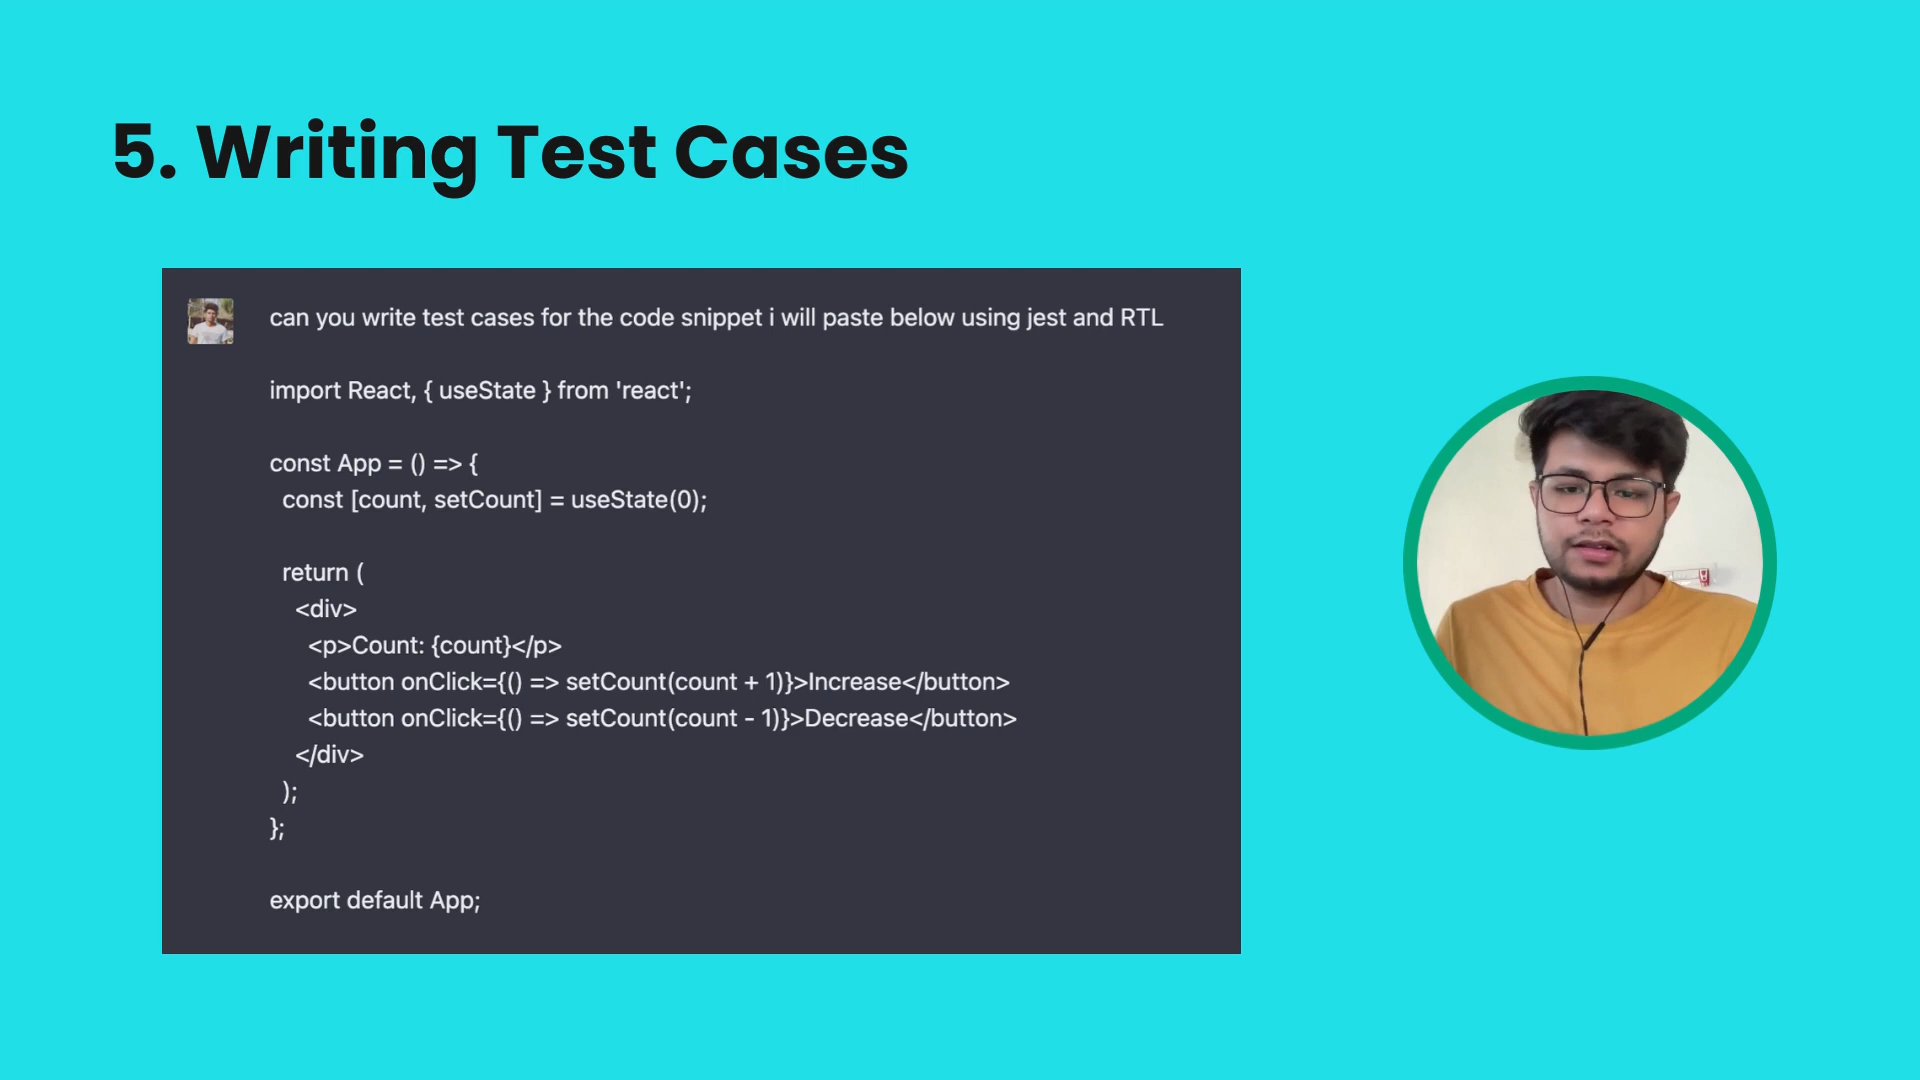 5. Writing Test Cases
can you write test cases for the code snippet i will paste below using jest and RTL
import React, { useState } from 'react';
const App = () => {
const [count, setCount] = useState(0);
return (
<div>
<p>Count: {count}</p>
<button onClick={() => setCount(count + 1)}>Increase</button>
<button onClick={() => setCount(count - 1)}>Decrease</button>
</div>
);
};
export default App;